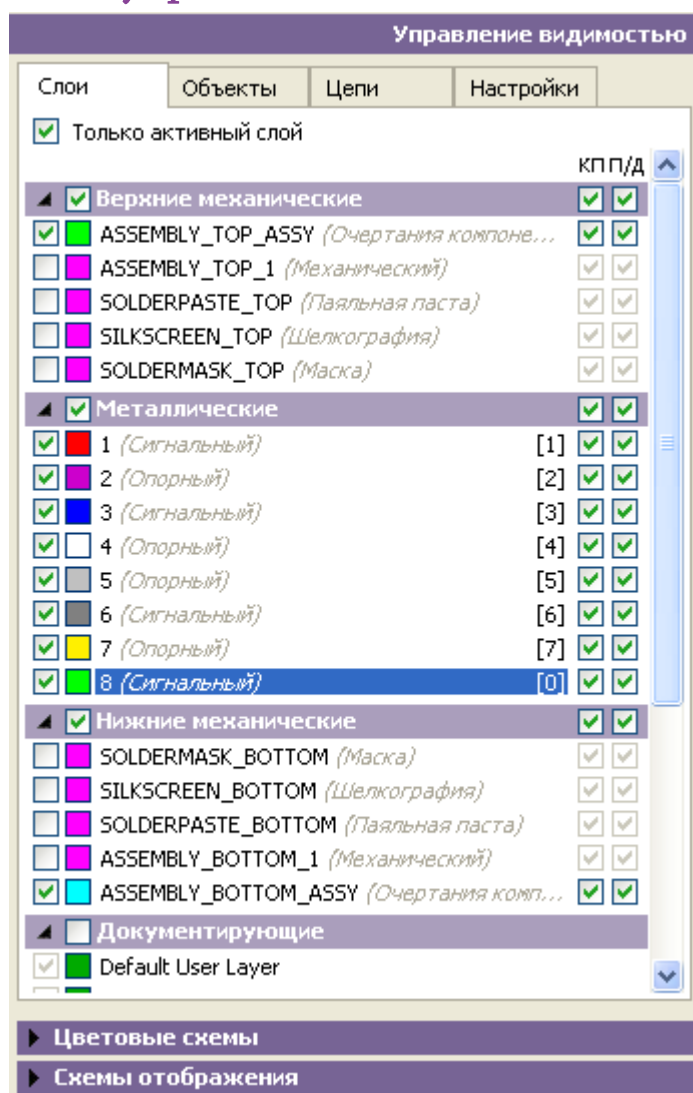 Управление видимостью
Слои Объекты Цепи Настройки
Только активный слой
КП П/Д
Верхние механические
ASSEMBLY_TOP_ASSY (Очертания компоне...
ASSEMBLY_TOP_1 (Механический)
SOLDERPASTE_TOP (Паяльная паста)
SILKSCREEN_TOP (Шелкография)
SOLDERMASK_TOP (Маска)
Металлические
1 (Сигнальный) [1]
2 (Опорный) [2]
3 (Сигнальный) [3]
4 (Опорный) [4]
5 (Опорный) [5]
6 (Сигнальный) [6]
7 (Опорный) [7]
8 (Сигнальный) [0]
Нижние механические
SOLDERMASK_BOTTOM (Маска)
SILKSCREEN_BOTTOM (Шелкография)
SOLDERPASTE_BOTTOM (Паяльная паста)
ASSEMBLY_BOTTOM_1 (Механический)
ASSEMBLY_BOTTOM_ASSY (Очертания комп...
Документирующие
Default User Layer
Цветовые схемы
Схемы отображения